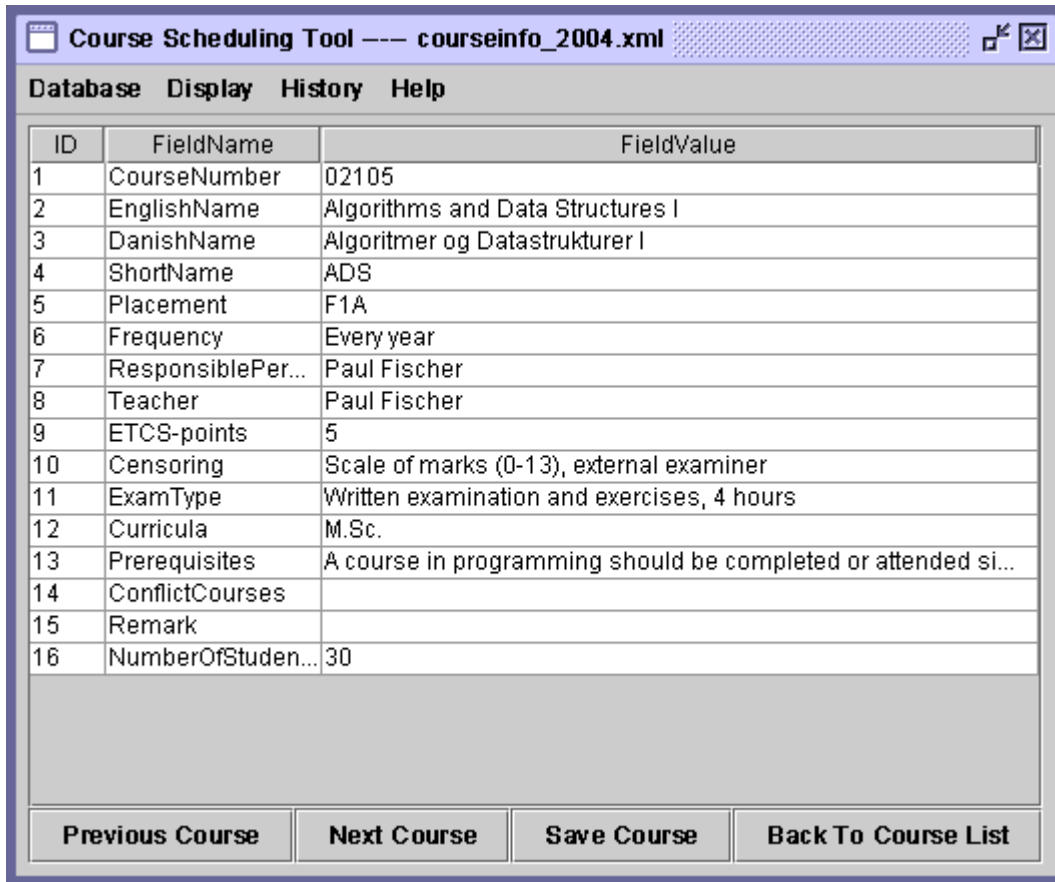 Course Scheduling Tool ---- courseinfo_2004.xml
Database Display History Help
ID FieldName FieldValue
1 CourseNumber 02105
2 EnglishName Algorithms and Data Structures I
3 DanishName Algoritmer og Datastrukturer I
4 ShortName ADS
5 Placement F1A
6 Frequency Every year
7 ResponsiblePer... Paul Fischer
8 Teacher Paul Fischer
9 ETCS-points 5
10 Censoring Scale of marks (0-13), external examiner
11 ExamType Written examination and exercises, 4 hours
12 Curricula M.Sc.
13 Prerequisites A course in programming should be completed or attended si...
14 ConflictCourses
15 Remark
16 NumberOfStuden... 30
Previous Course Next Course Save Course Back To Course List